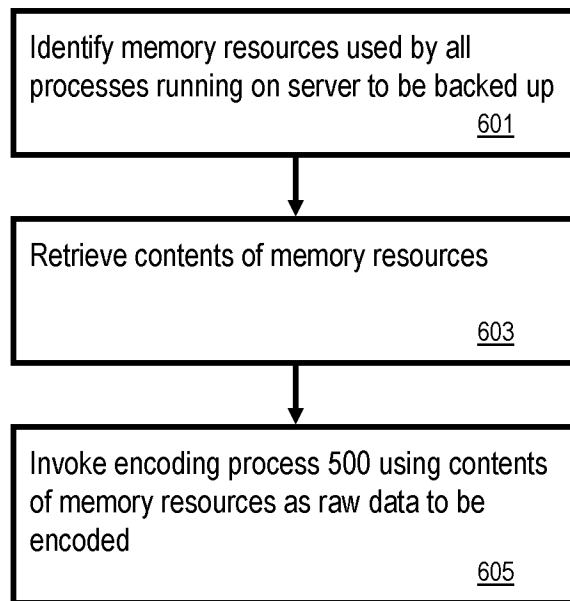 Identify memory resources used by all
processes running on server to be backed up
601
Retrieve contents of memory resources
603
Invoke encoding process 500 using contents
of memory resources as raw data to be
encoded
605